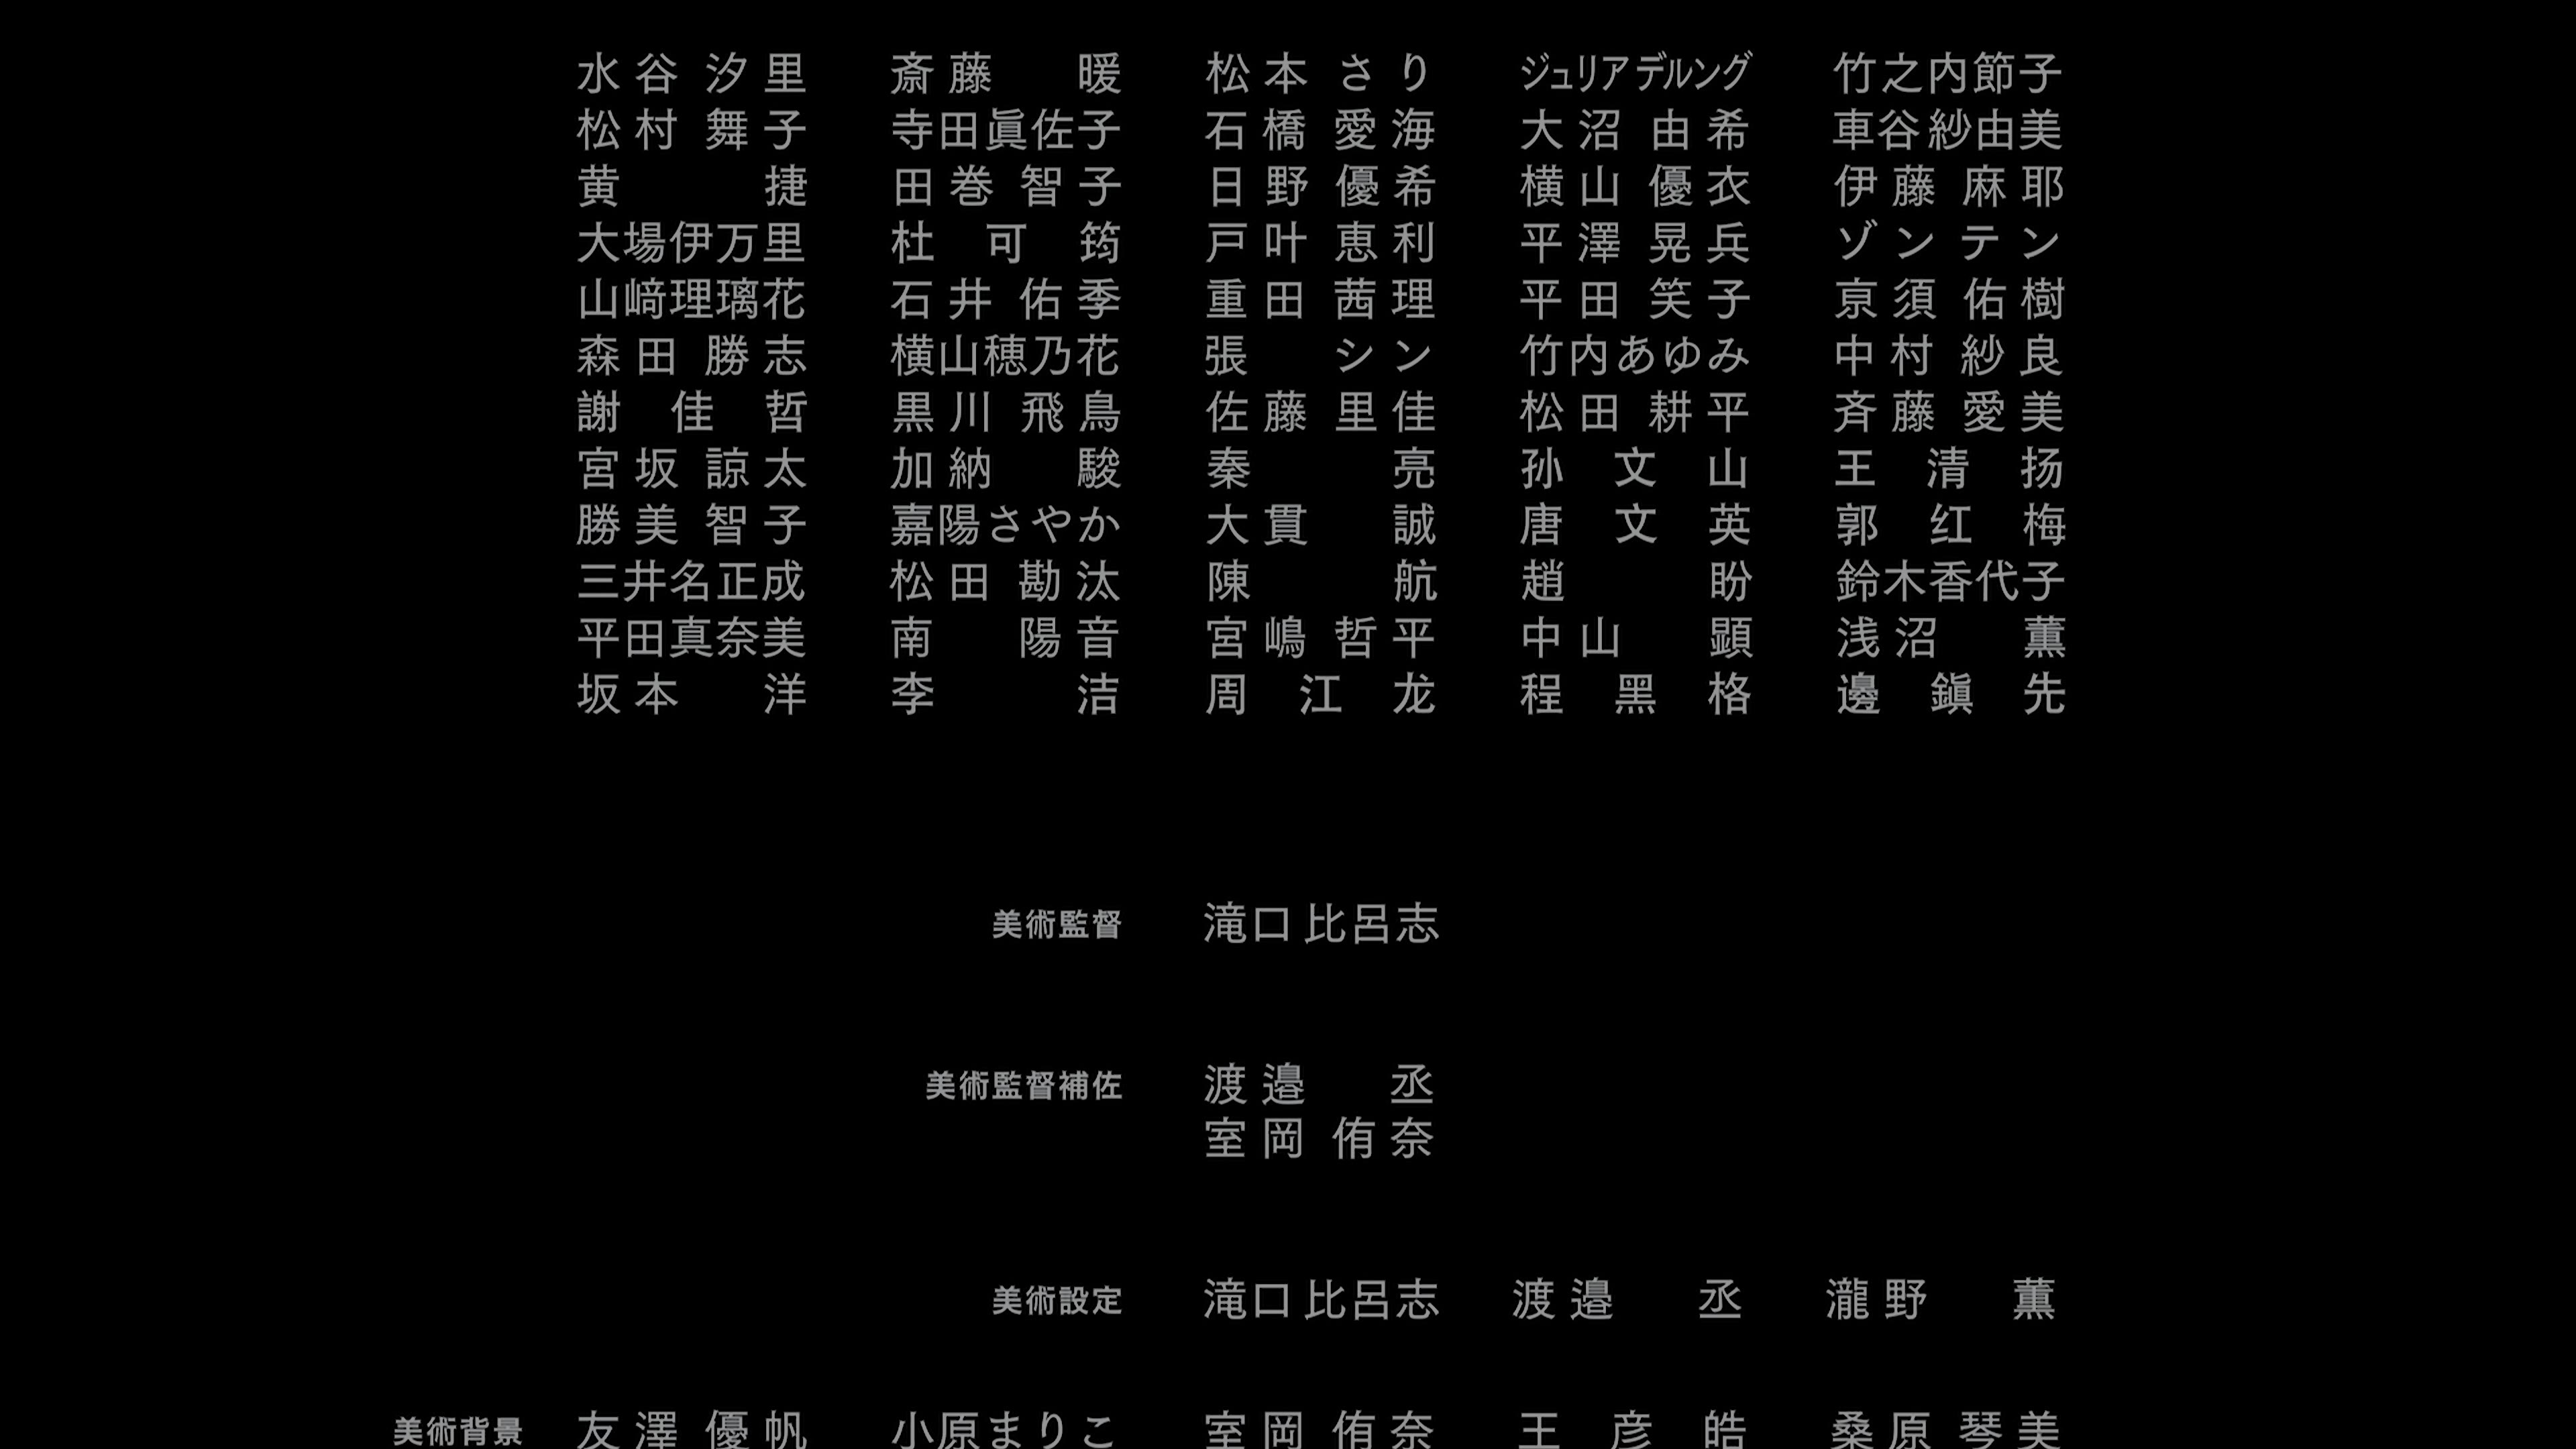 水谷汐里 斎藤暖 松本さり ジュリアデルング 竹之内節子
松村舞子 寺田眞佐子 石橋愛海 大沼由希 車谷紗由美
黄捷 田巻智子 日野優希 横山優衣 伊藤麻耶
大場伊万里 杜可筠 戸叶恵利 平澤晃兵 ゾンテン
山﨑理璃花 石井佑季 重田茜理 平田笑子 亰須佑樹
森田勝志 横山穂乃花 張シン 竹内あゆみ 中村紗良
謝佳哲 黒川飛鳥 佐藤里佳 松田耕平 斉藤愛美
宮坂諒太 加納駿 秦亮 孙文山 王清扬
勝美智子 嘉陽さやか 大貫誠 唐文英 郭红梅
三井名正成 松田勘汰 陳航 趙盼 鈴木香代子
平田真奈美 南陽音 宮嶋哲平 中山顕 浅沼薫
坂本洋 李洁 周江龙 程黑格 邊鎭先
美術監督 滝口比呂志
美術監督補佐 渡邉丞
室岡侑奈
美術設定 滝口比呂志 渡邉丞 瀧野薫
美術背景 友澤優帆 小原まりこ 室岡侑奈 王彦皓 桑原琴美